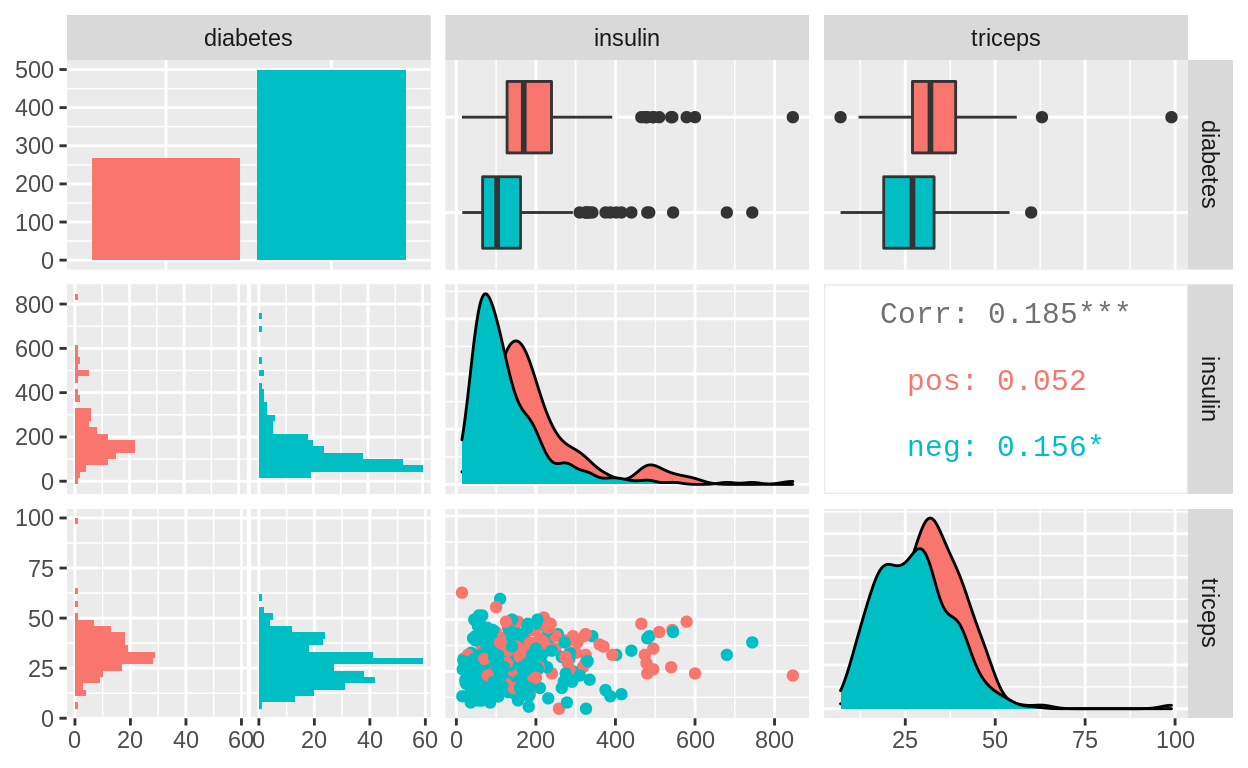 diabetes insulin triceps
500
400
300
200
100
0
diabetes
800
600
400
200
0
Corr: 0.185***
pos: 0.052
neg: 0.156*
insulin
100
75
50
25
0
triceps
0 20 40 60 0 20 40 60 0 200 400 600 800 25 50 75 100